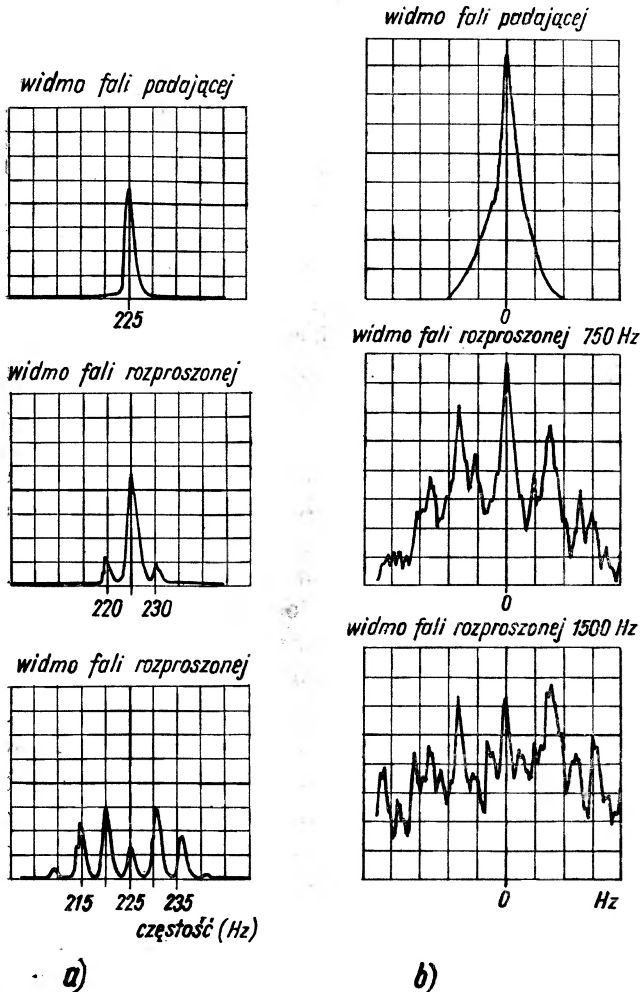 widmo fali padającej
225
widmo fali rozproszonej
220 230
widmo fali rozproszonej
215 225 235
częstość (Hz)
a)
widmo fali padającej
0
widmo fali rozproszonej 750 Hz
0
widmo fali rozproszonej 1500 Hz
0 Hz
b)